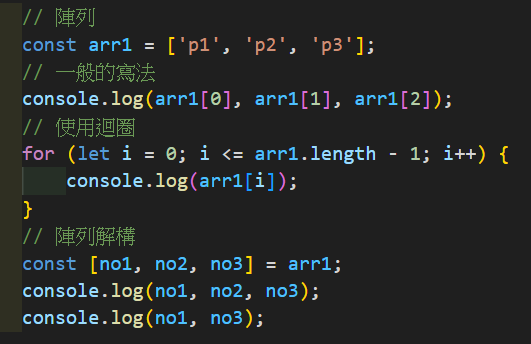 // 陣列
const arr1 = ['p1', 'p2', 'p3'];
// 一般的寫法
console.log(arr1[0], arr1[1], arr1[2]);
// 使用迴圈
for (let i = 0; i <= arr1.length - 1; i++) {
    console.log(arr1[i]);
}
// 陣列解構
const [no1, no2, no3] = arr1;
console.log(no1, no2, no3);
console.log(no1, no3);